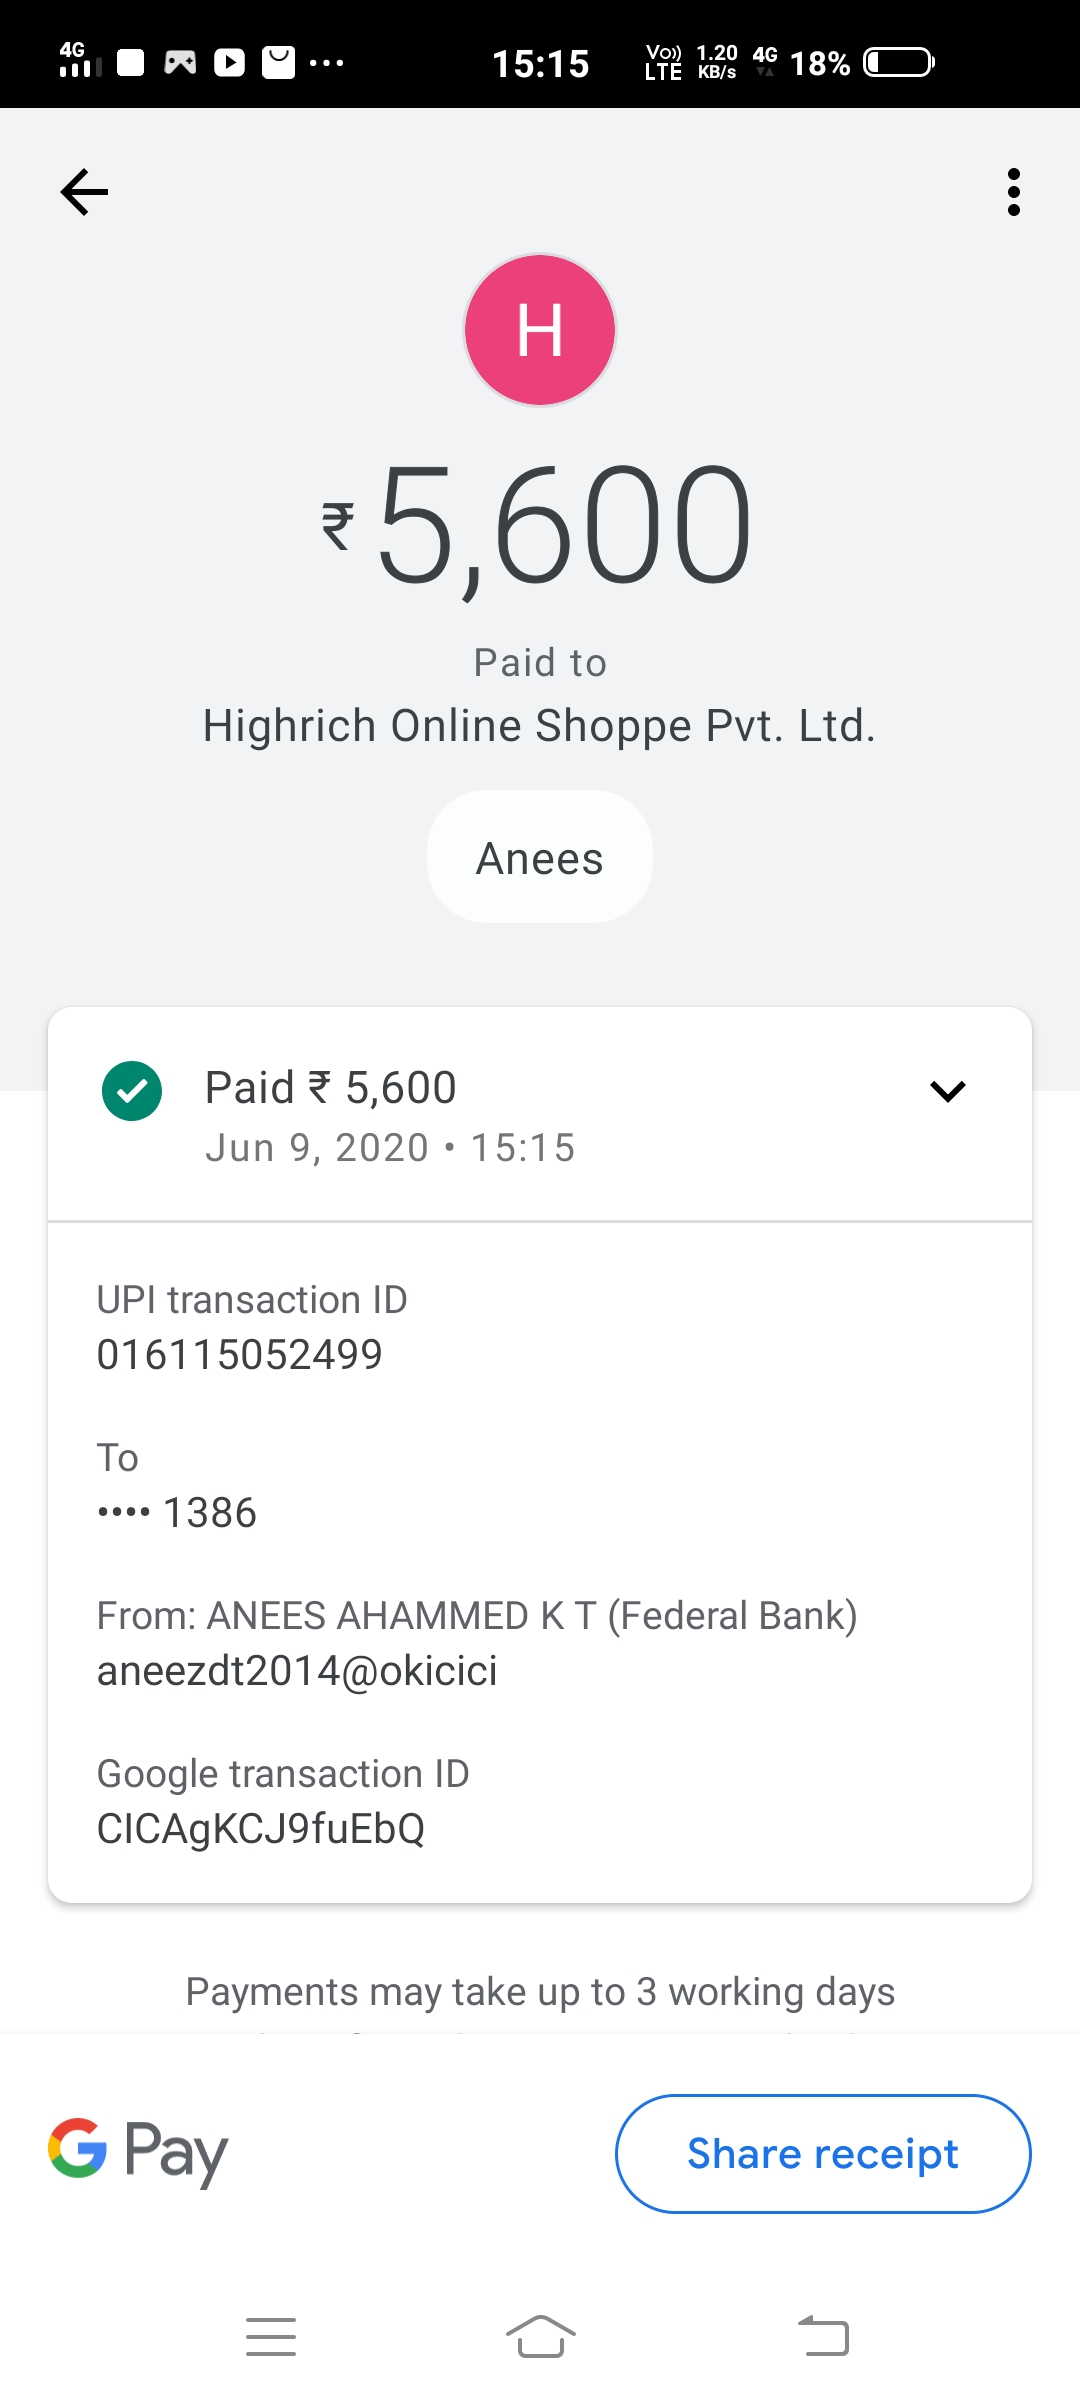 4G 15:15 Vo)) LTE 1.20 KB/s 4G 18%
H
₹5,600
Paid to
Highrich Online Shoppe Pvt. Ltd.
Anees
Paid ₹ 5,600
Jun 9, 2020 • 15:15
UPI transaction ID
016115052499
To
•••• 1386
From: ANEES AHAMMED K T (Federal Bank)
aneezdt2014@okicici
Google transaction ID
CICAgKCJ9fuEbQ
Payments may take up to 3 working days
G Pay
Share receipt